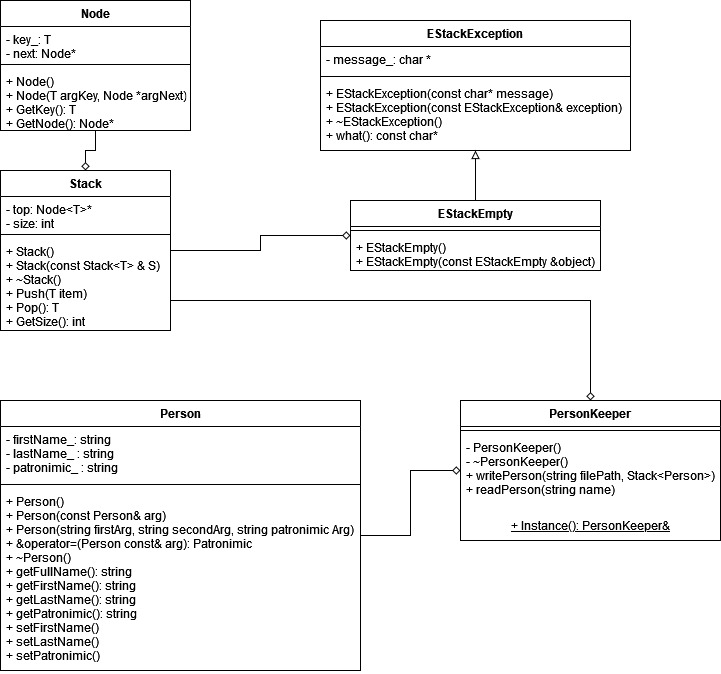 Node
- key_: T
- next: Node*
+ Node()
+ Node(T argKey, Node *argNext)
+ GetKey(): T
+ GetNode(): Node*
EStackException
- message_: char *
+ EStackException(const char* message)
+ EStackException(const EStackException& exception)
+ ~EStackException()
+ what(): const char*
Stack
- top: Node<T>*
- size: int
+ Stack()
+ Stack(const Stack<T> & S)
+ ~Stack()
+ Push(T item)
+ Pop(): T
+ GetSize(): int
EStackEmpty
+ EStackEmpty()
+ EStackEmpty(const EStackEmpty &object)
Person
- firstName_: string
- lastName_: string
- patronimic_ : string
+ Person()
+ Person(const Person& arg)
+ Person(string firstArg, string secondArg, string patronimic Arg)
+ &operator=(Person const& arg): Patronimic
+ ~Person()
+ getFullName(): string
+ getFirstName(): string
+ getLastName(): string
+ getPatronimic(): string
+ setFirstName()
+ setLastName()
+ setPatronimic()
PersonKeeper
- PersonKeeper()
- ~PersonKeeper()
+ writePerson(string filePath, Stack<Person>)
+ readPerson(string name)
+ Instance(): PersonKeeper&